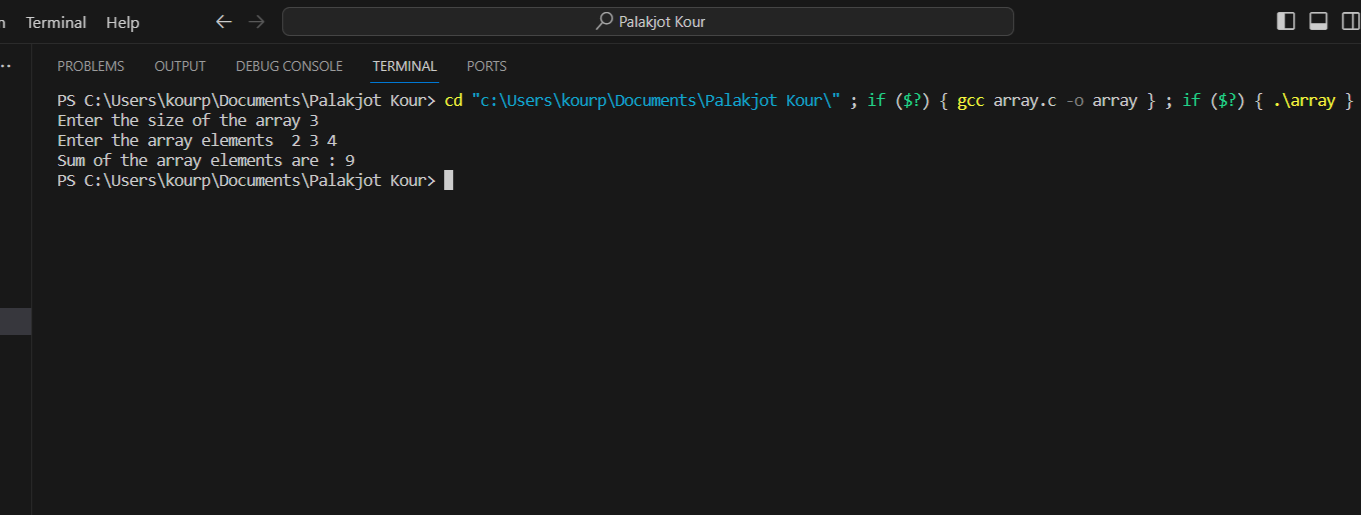 Terminal Help Palakjot Kour
PROBLEMS OUTPUT DEBUG CONSOLE TERMINAL PORTS
PS C:\Users\kourp\Documents\Palakjot Kour> cd "c:\Users\kourp\Documents\Palakjot Kour\" ; if ($?) { gcc array.c -o array } ; if ($?) { .\array }
Enter the size of the array 3
Enter the array elements  2 3 4
Sum of the array elements are : 9
PS C:\Users\kourp\Documents\Palakjot Kour>